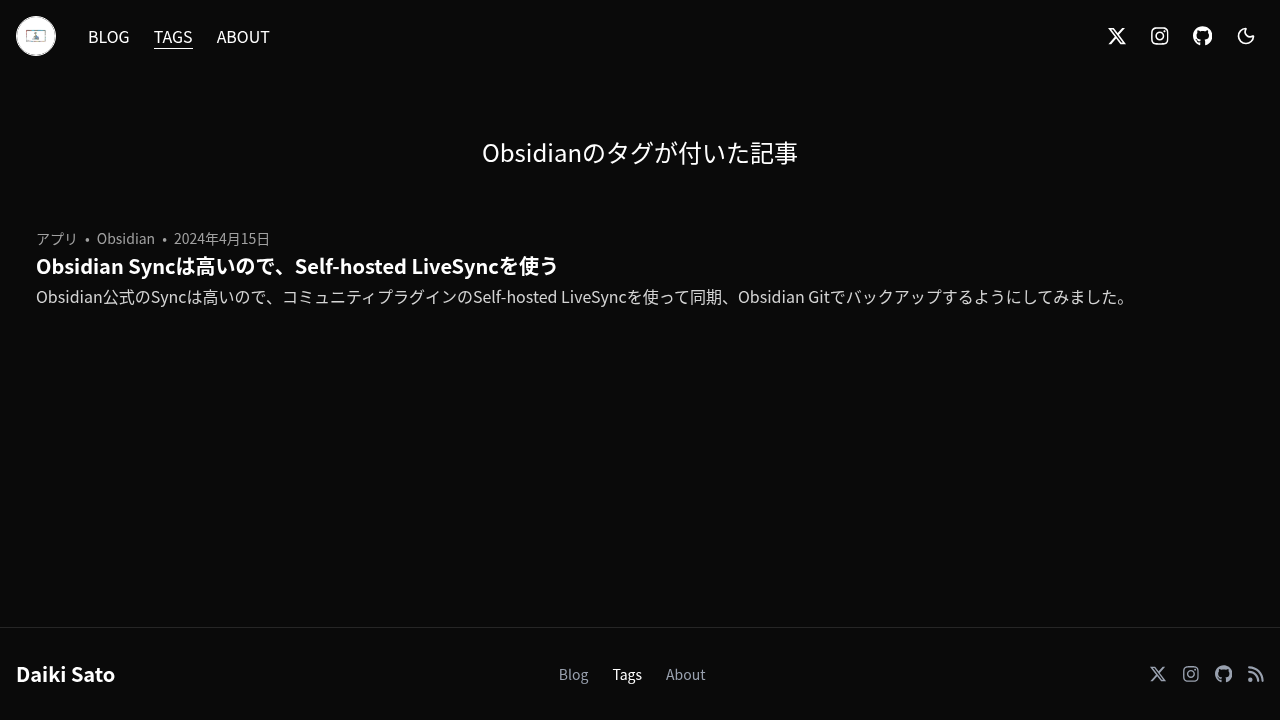 BLOG TAGS ABOUT
Obsidianのタグが付いた記事
アプリ • Obsidian • 2024年4月15日
Obsidian Syncは高いので、Self-hosted LiveSyncを使う
Obsidian公式のSyncは高いので、コミュニティプラグインのSelf-hosted LiveSyncを使って同期、Obsidian Gitでバックアップするようにしてみました。
Daiki Sato
Blog Tags About